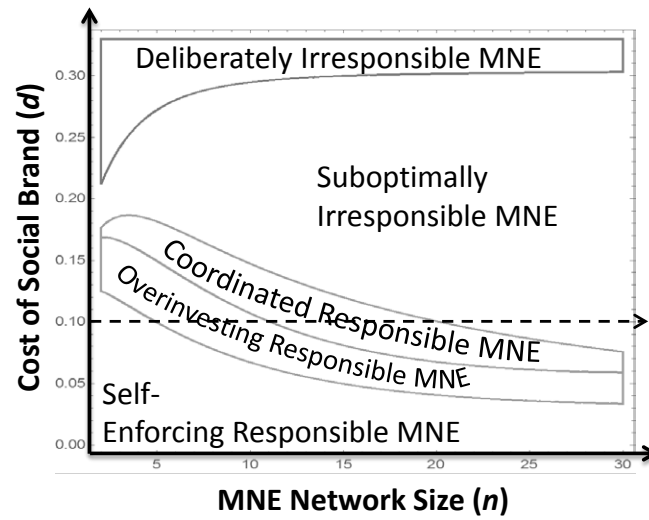 Cost of Social Brand (d)
0.30
0.25
0.20
0.15
0.10
0.05
0.00
Deliberately Irresponsible MNE
Suboptimally
Irresponsible MNE
Coordinated Responsible MNE
Overinvesting Responsible MNE
Self-
Enforcing Responsible MNE
5
10
15
20
25
30
MNE Network Size (n)